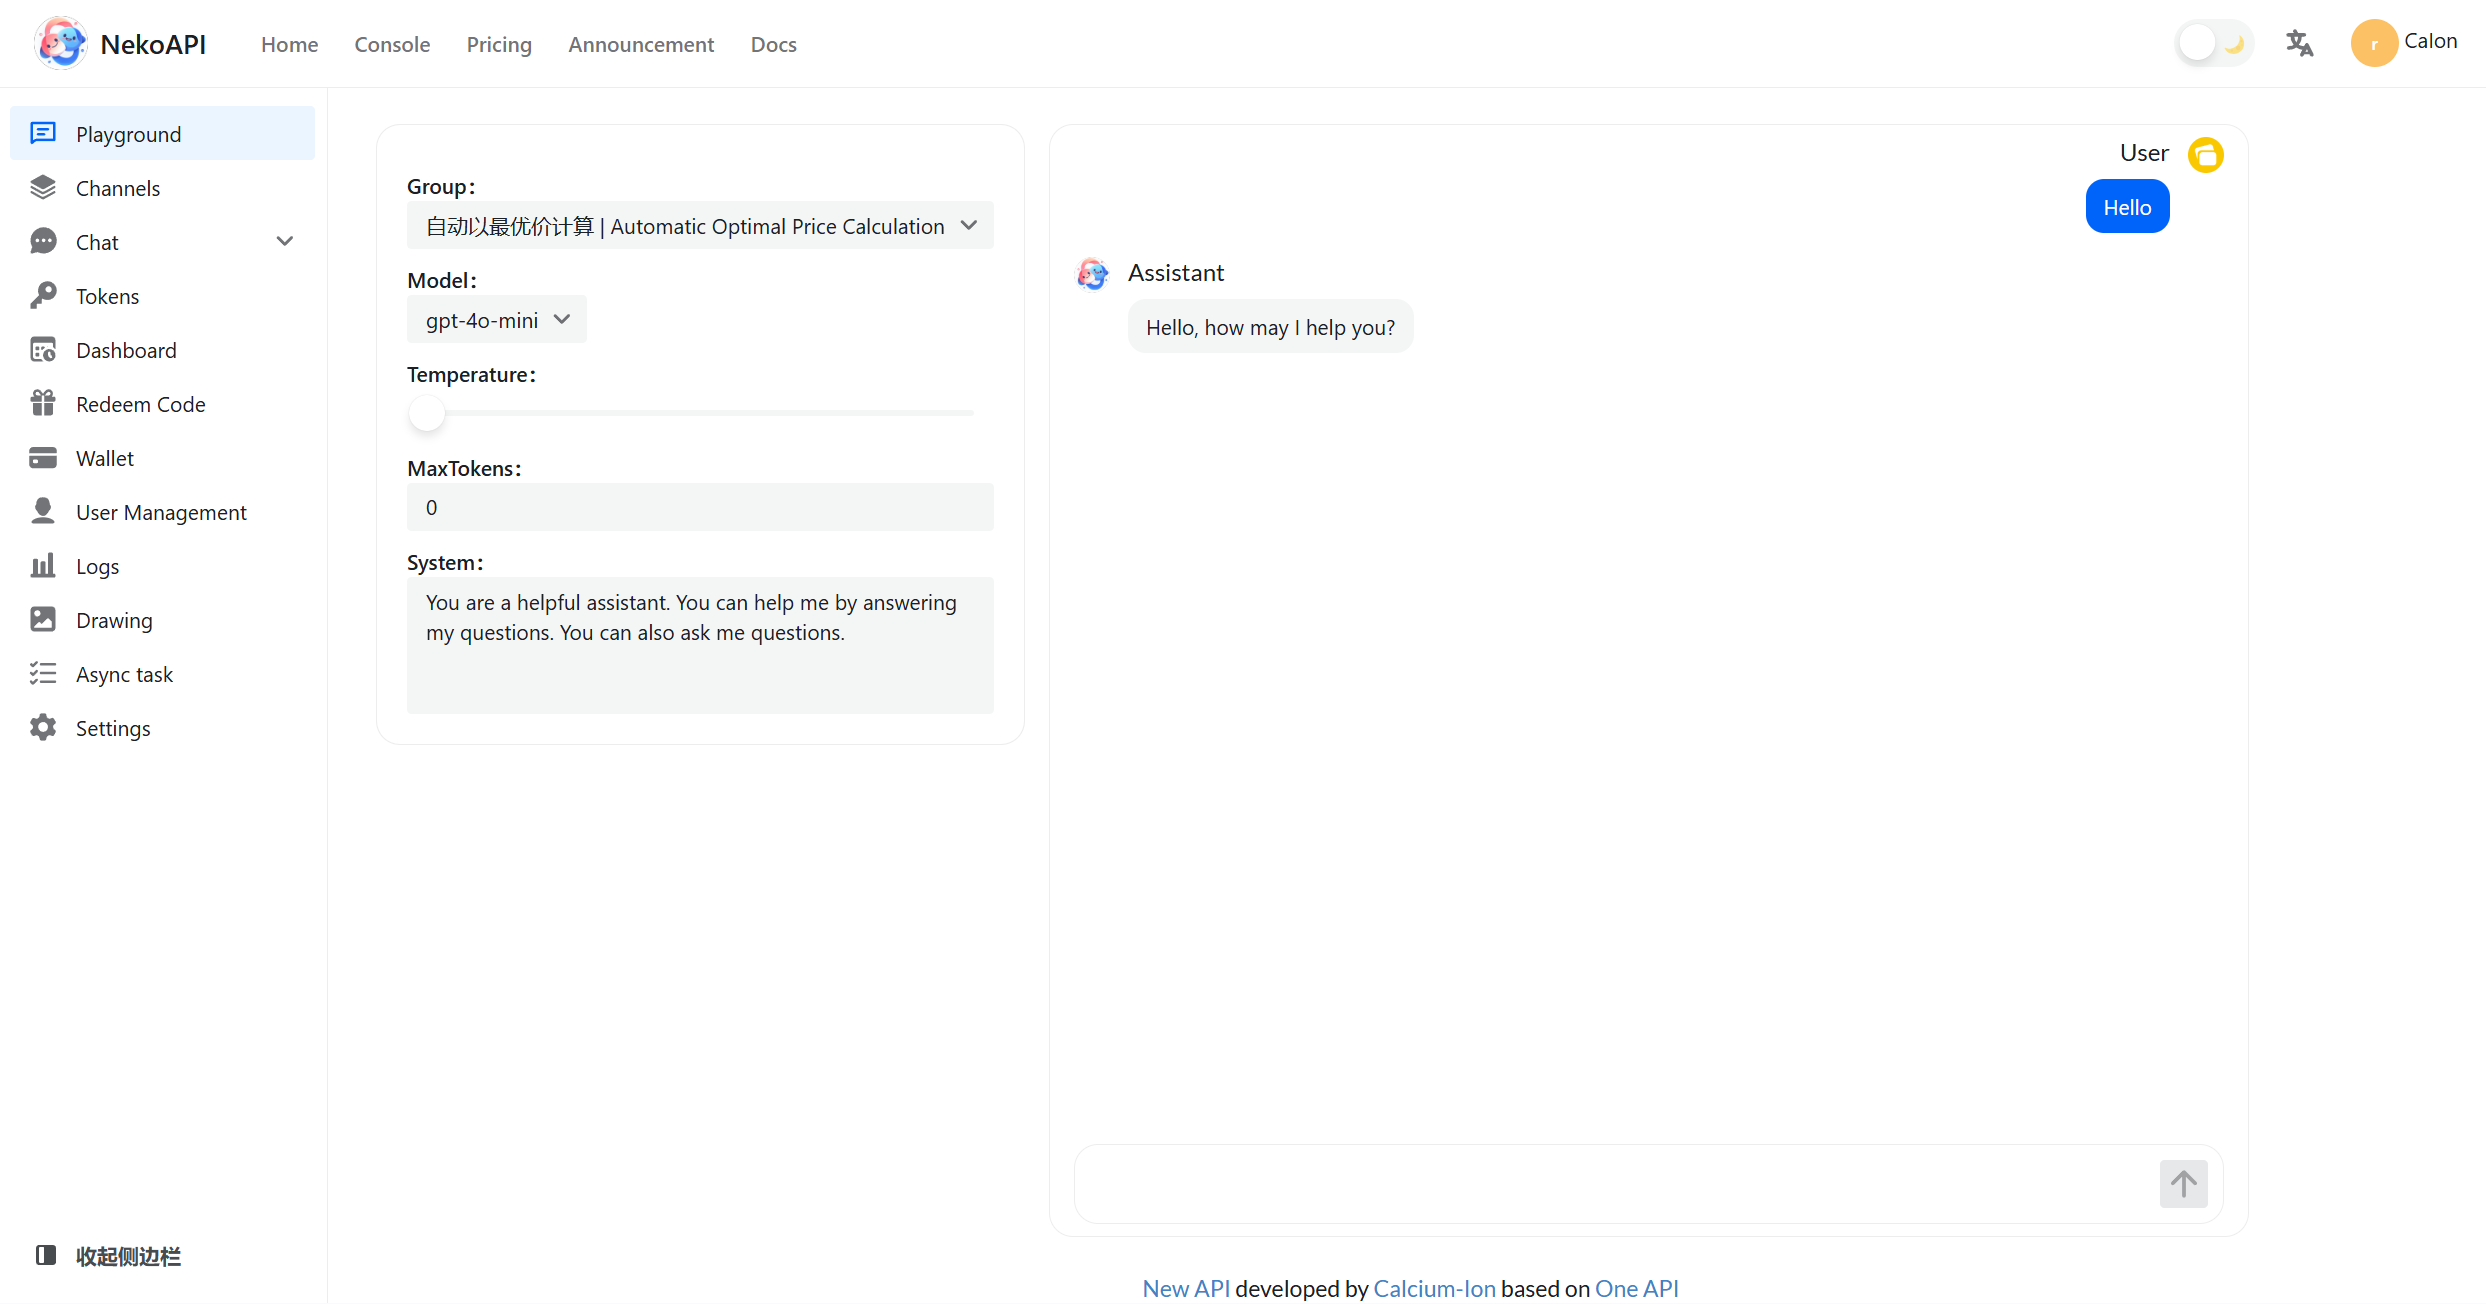 NekoAPI Home Console Pricing Announcement Docs r Calon
Playground
Channels
Chat
Tokens
Dashboard
Redeem Code
Wallet
User Management
Logs
Drawing
Async task
Settings
收起侧边栏
Group：
自动以最优价计算 | Automatic Optimal Price Calculation
Model：
gpt-4o-mini
Temperature：
MaxTokens：
0
System：
You are a helpful assistant. You can help me by answering
my questions. You can also ask me questions.
User
Hello
Assistant
Hello, how may I help you?
New API developed by Calcium-Ion based on One API